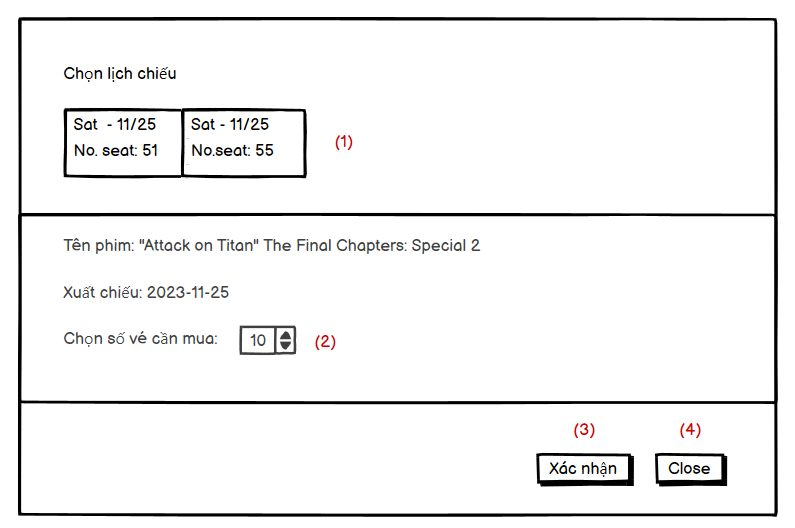 Chọn lịch chiếu
Sat - 11/25
No. seat: 51
Sat - 11/25
No.seat: 55
(1)
Tên phim: "Attack on Titan" The Final Chapters: Special 2
Xuất chiếu: 2023-11-25
Chọn số vé cần mua: 10 (2)
(3) (4)
Xác nhận Close